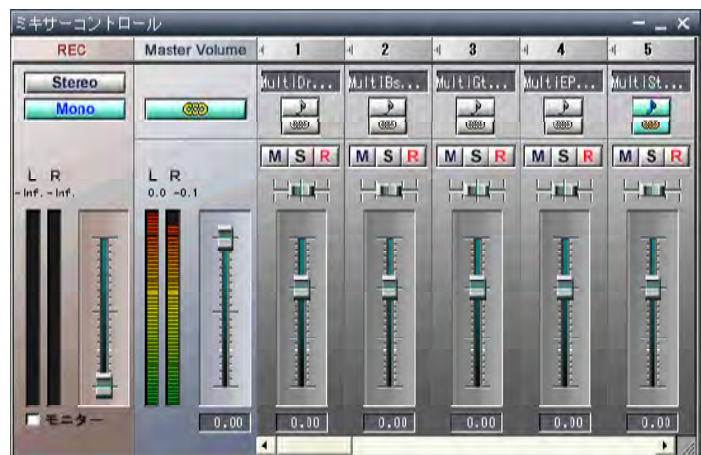 ミキサーコントロール
REC Master Volume 1 2 3 4 5
Stereo MultiDr... MultiBs... MultiGt... MultiEP... MultiSt...
Mono
M S R M S R M S R M S R M S R
L R L R
-Inf. -Inf. 0.0 -0.1
モニター 0.00 0.00 0.00 0.00 0.00 0.00